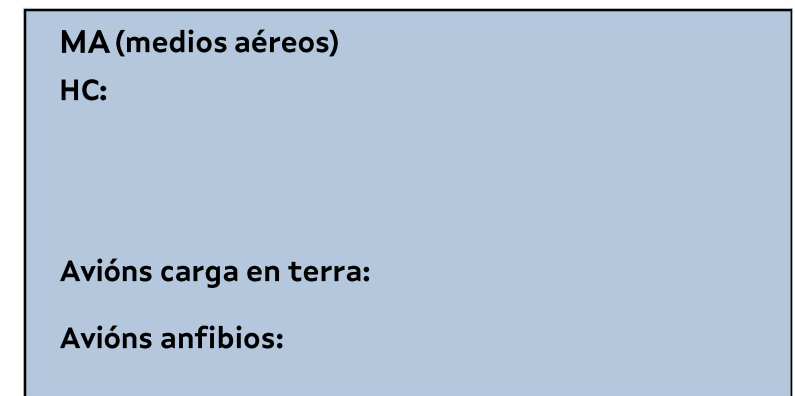 MA (medios aéreos)
HC:
Avións carga en terra:
Avións anfibios: